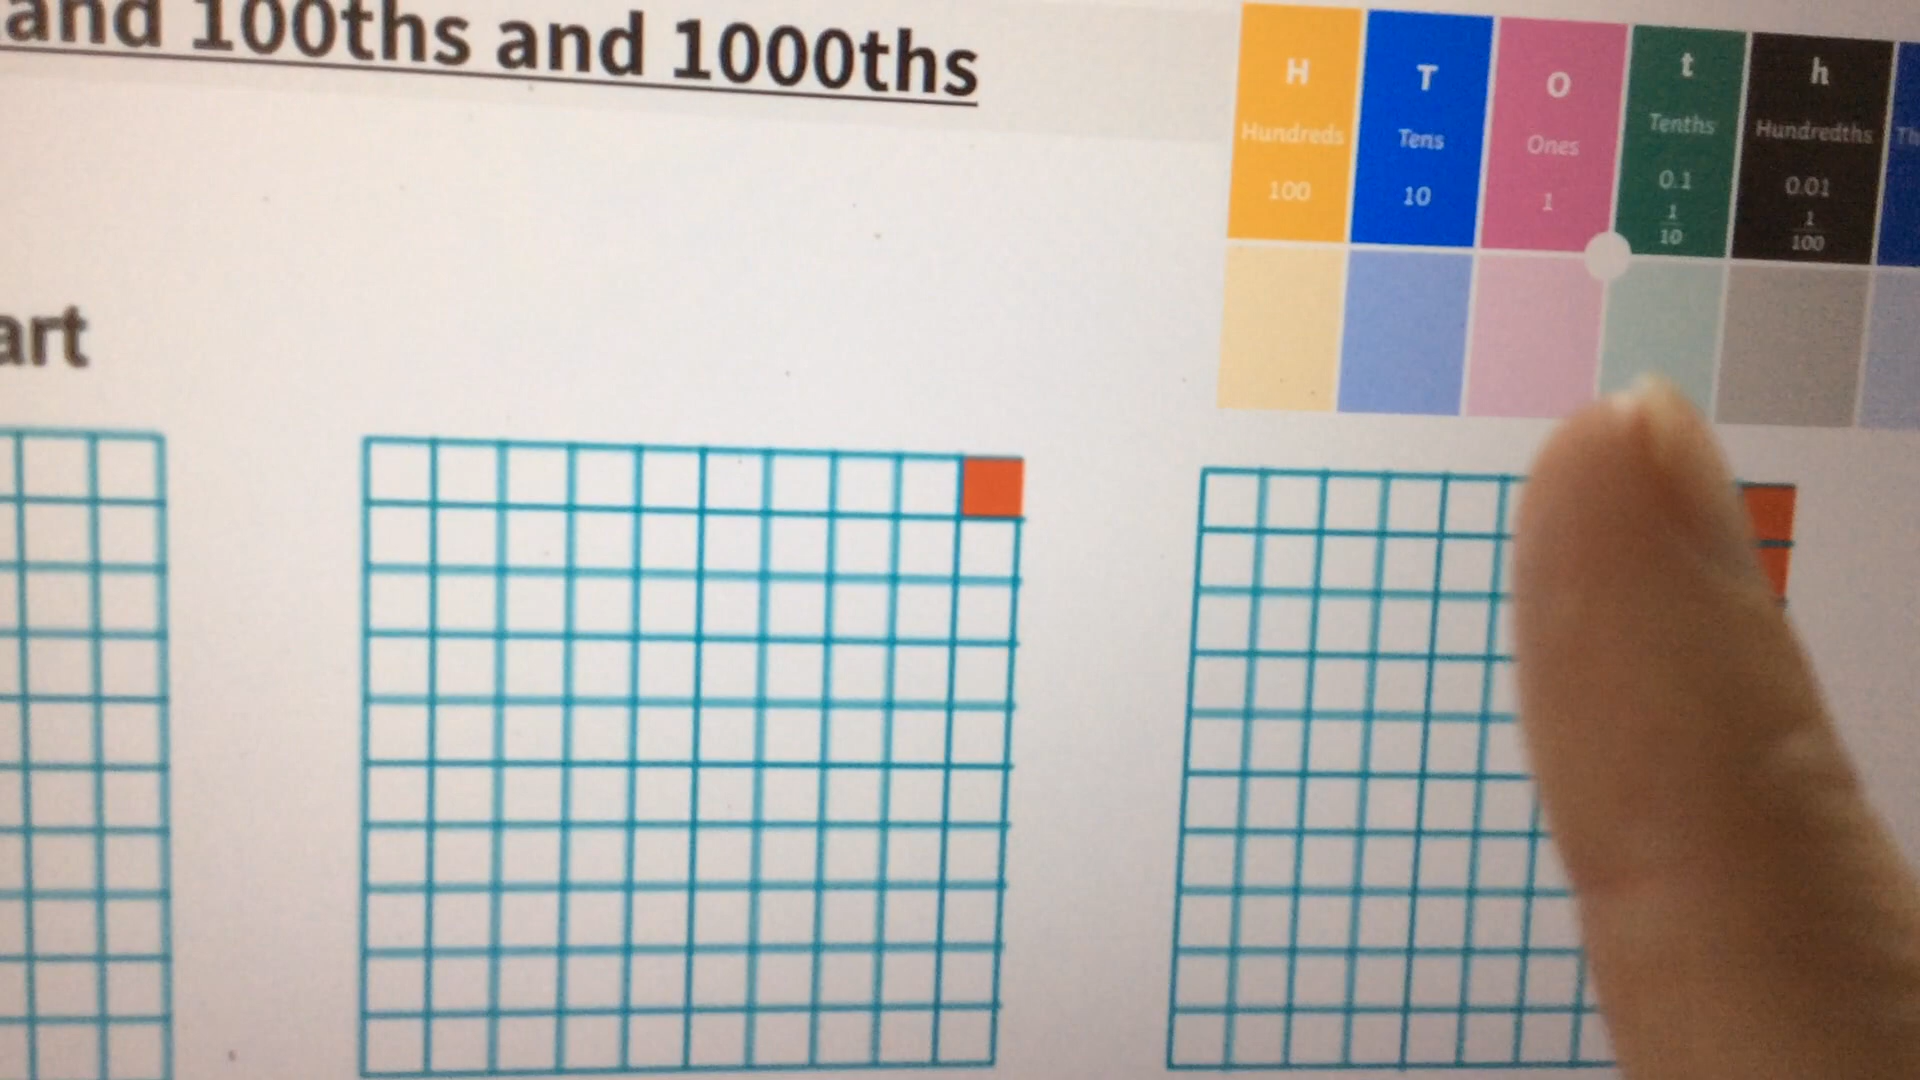 and 100ths and 1000ths
H T O t h
Hundreds Tens Ones Tenths Hundredths Th
100 10 1 0.1 0.01
1/10 1/100
art